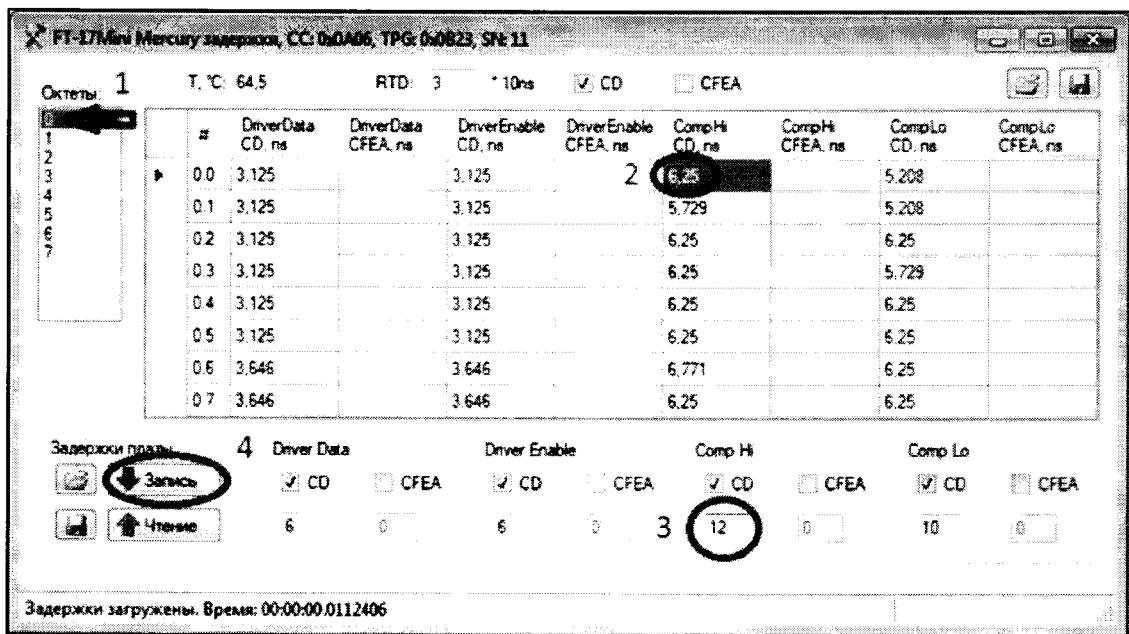 FT-17Mini Mercury задержки, CC: 0x0A06, TPG: 0x0B23, SN: 11
Октеты: 1 T, °C: 64,5 RTD: 3 * 10ns CD CFEA
0
1
2
3
4
5
6
7
# DriverData CD, ns DriverData CFEA, ns DriverEnable CD, ns DriverEnable CFEA, ns CompHi CD, ns CompHi CFEA, ns CompLo CD, ns CompLo CFEA, ns
0.0 3,125 3,125 2 6,25 5,208
0.1 3,125 3,125 5,729 5,208
0.2 3,125 3,125 6,25 6,25
0.3 3,125 3,125 6,25 5,729
0.4 3,125 3,125 6,25 6,25
0.5 3,125 3,125 6,25 6,25
0.6 3,646 3,646 6,771 6,25
0.7 3,646 3,646 6,25 6,25
Задержки платы 4 Driver Data Driver Enable Comp Hi Comp Lo
Запись CD CFEA CD CFEA CD CFEA CD CFEA
Чтение 6 0 6 0 3 12 0 10 0
Задержки загружены. Время: 00:00:00.0112406